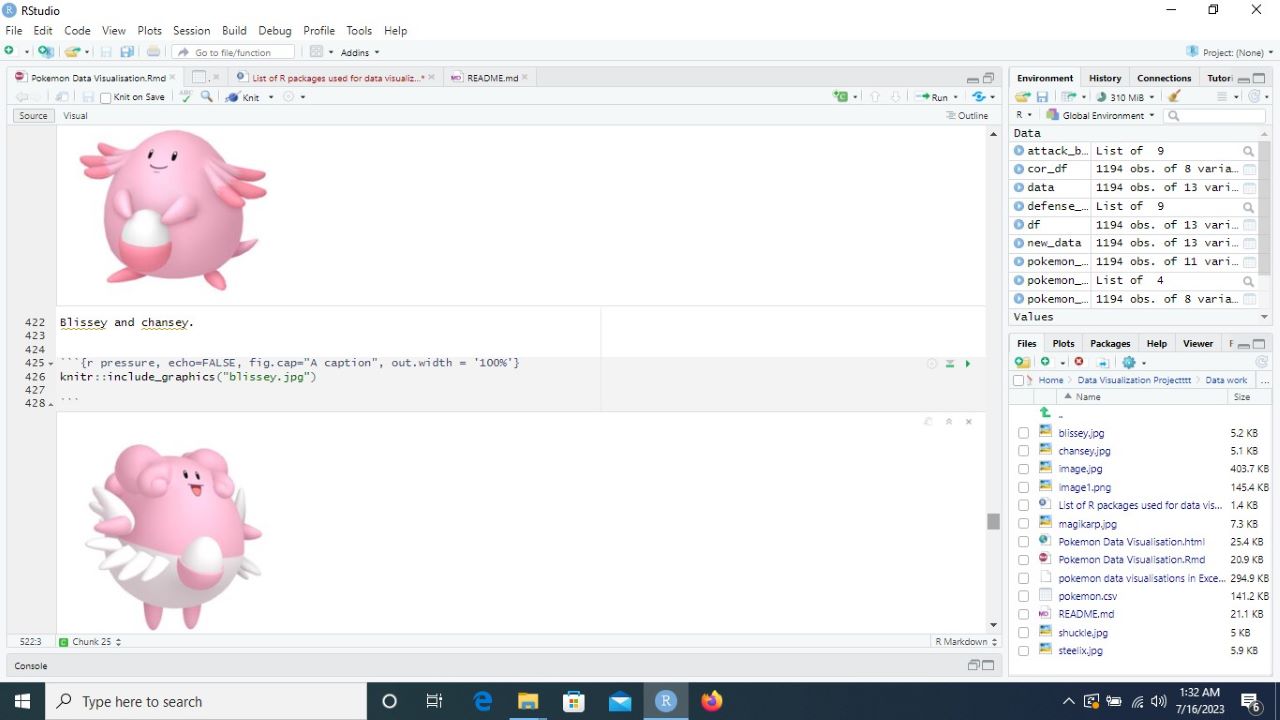 RStudio
File Edit Code View Plots Session Build Debug Profile Tools Help
Go to file/function Addins Project: (None)
Pokemon Data Visualisation.Rmd . List of R packages used for data visualiz...* README.md
Knit on Save Knit Run
Source Visual Outline
422 Blissey and chansey.
423
424
425 ```{r pressure, echo=FALSE, fig.cap="A caption", out.width = '100%'}
426 knitr::include_graphics("blissey.jpg")
427
428 ```
522:3 Chunk 25 R Markdown
Console
Environment History Connections Tutori
310 MiB
R Global Environment
Data
attack_b... List of 9
cor_df 1194 obs. of 8 varia...
data 1194 obs. of 13 vari...
defense_... List of 9
df 1194 obs. of 13 vari...
new_data 1194 obs. of 13 vari...
pokemon_... 1194 obs. of 11 vari...
pokemon_... List of 4
pokemon_... 1194 obs. of 8 varia...
Values
Files Plots Packages Help Viewer
Home Data Visualization Projectttt Data work ...
Name Size
..
blissey.jpg 5.2 KB
chansey.jpg 5.1 KB
image.jpg 403.7 KB
image1.png 145.4 KB
List of R packages used for data vis... 1.4 KB
magikarp.jpg 7.3 KB
Pokemon Data Visualisation.html 25.4 KB
Pokemon Data Visualisation.Rmd 20.9 KB
pokemon data visualisations in Exce... 294.9 KB
pokemon.csv 141.2 KB
README.md 21.1 KB
shuckle.jpg 5 KB
steelix.jpg 5.9 KB
Type here to search
1:32 AM
7/16/2023
6